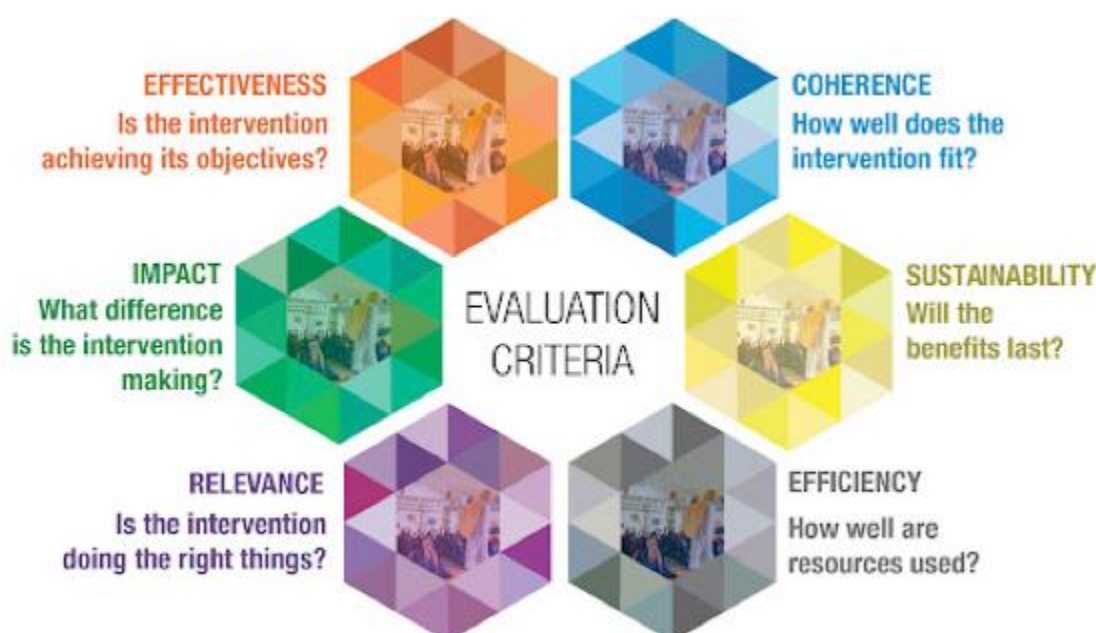 EFFECTIVENESS
Is the intervention
achieving its objectives?
COHERENCE
How well does the
intervention fit?
IMPACT
What difference
is the intervention
making?
EVALUATION
CRITERIA
SUSTAINABILITY
Will the
benefits last?
RELEVANCE
Is the intervention
doing the right things?
EFFICIENCY
How well are
resources used?